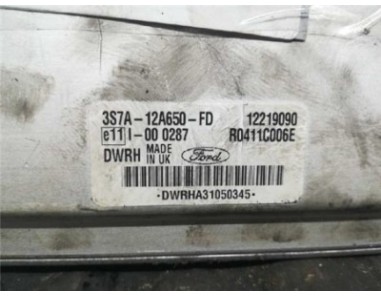 3S7A-12A650-FD 12219090
e11 I-00 0287 R0411C006E
DWRH MADE IN UK Ford
·DWRHA31050345·